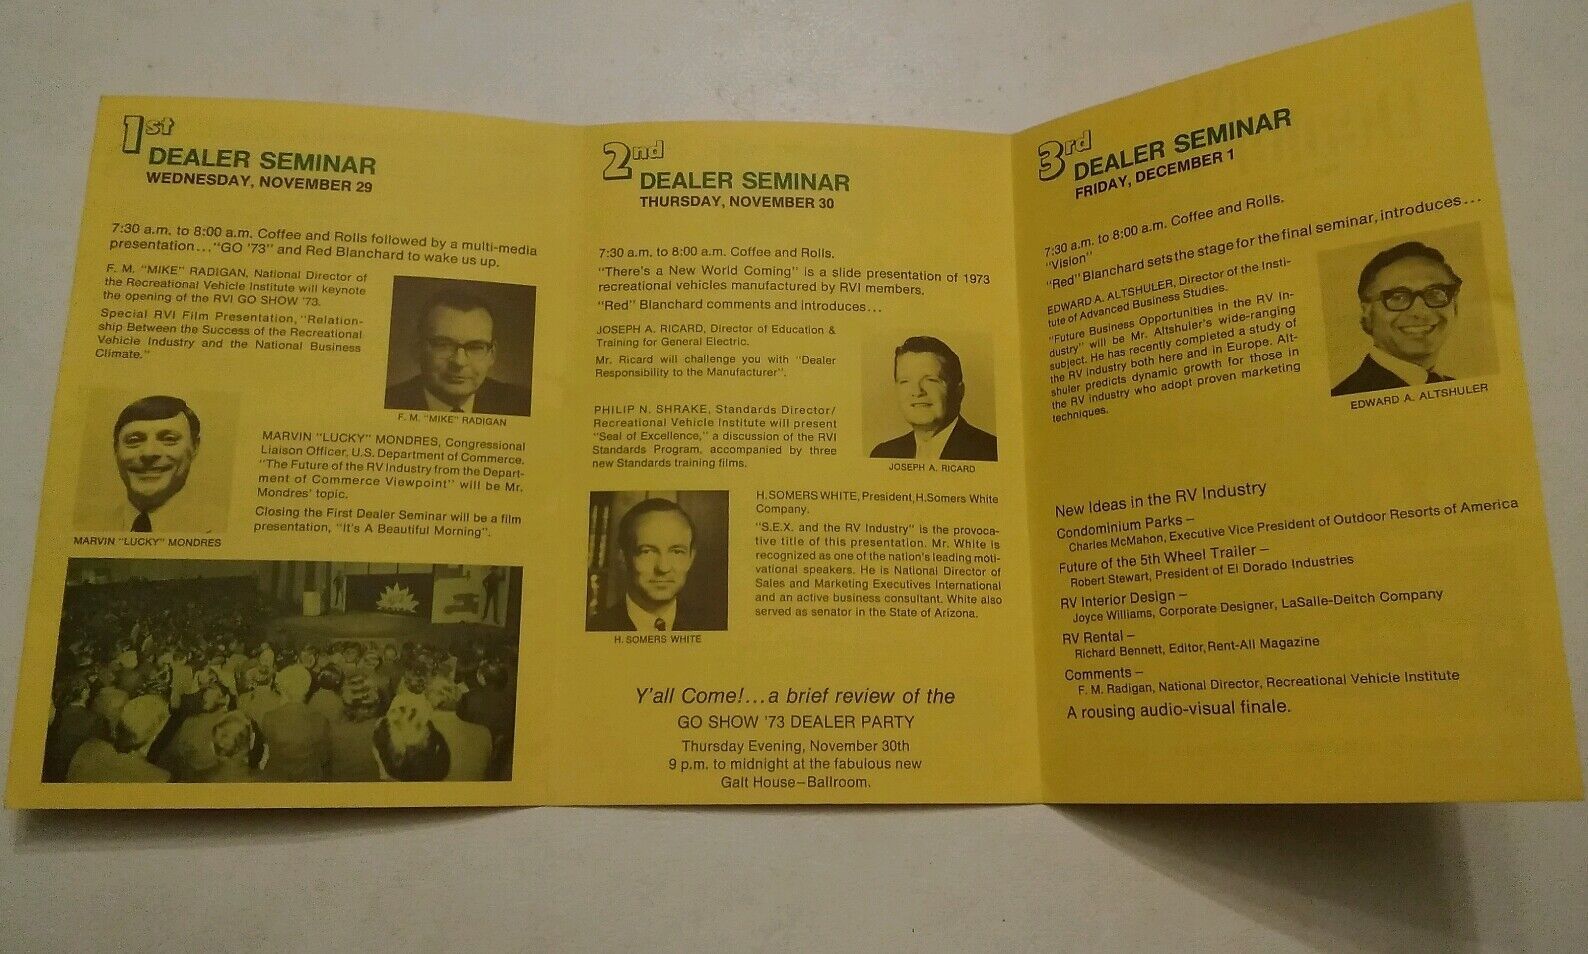 1st
DEALER SEMINAR
WEDNESDAY, NOVEMBER 29
7:30 a.m. to 8:00 a.m. Coffee and Rolls followed by a multi-media
presentation..."GO '73" and Red Blanchard to wake us up.
F. M. "MIKE" RADIGAN, National Director of
the Recreational Vehicle Institute will keynote
the opening of the RVI GO SHOW '73.
Special RVI Film Presentation, "Relation-
ship Between the Success of the Recreational
Vehicle Industry and the National Business
Climate."
F. M. "MIKE" RADIGAN
MARVIN "LUCKY" MONDRES, Congressional
Liaison Officer, U.S. Department of Commerce.
"The Future of the RV Industry from the Depart-
ment of Commerce Viewpoint" will be Mr.
Mondres' topic.
Closing the First Dealer Seminar will be a film
presentation, "It's A Beautiful Morning".
MARVIN "LUCKY" MONDRES
2nd
DEALER SEMINAR
THURSDAY, NOVEMBER 30
7:30 a.m. to 8:00 a.m. Coffee and Rolls.
"There's a New World Coming" is a slide presentation of 1973
recreational vehicles manufactured by RVI members.
"Red" Blanchard comments and introduces...
JOSEPH A. RICARD, Director of Education &
Training for General Electric.
Mr. Ricard will challenge you with "Dealer
Responsibility to the Manufacturer".
PHILIP N. SHRAKE, Standards Director/
Recreational Vehicle Institute will present
"Seal of Excellence," a discussion of the RVI
Standards Program, accompanied by three
new Standards training films.
JOSEPH A. RICARD
H. SOMERS WHITE, President, H. Somers White
Company.
"S.E.X. and the RV Industry" is the provoca-
tive title of this presentation. Mr. White is
recognized as one of the nation's leading moti-
vational speakers. He is National Director of
Sales and Marketing Executives International
and an active business consultant. White also
served as senator in the State of Arizona.
H. SOMERS WHITE
Y'all Come!...a brief review of the
GO SHOW '73 DEALER PARTY
Thursday Evening, November 30th
9 p.m. to midnight at the fabulous new
Galt House–Ballroom.
3rd
DEALER SEMINAR
FRIDAY, DECEMBER 1
7:30 a.m. to 8:00 a.m. Coffee and Rolls.
"Vision"
"Red" Blanchard sets the stage for the final seminar, introduces...
EDWARD A. ALTSHULER, Director of the Insti-
tute of Advanced Business Studies.
"Future Business Opportunities in the RV In-
dustry" will be Mr. Altshuler's wide-ranging
subject. He has recently completed a study of
the RV industry both here and in Europe. Alt-
shuler predicts dynamic growth for those in
the RV industry who adopt proven marketing
techniques.
EDWARD A. ALTSHULER
New Ideas in the RV Industry
Condominium Parks –
Charles McMahon, Executive Vice President of Outdoor Resorts of America
Future of the 5th Wheel Trailer –
Robert Stewart, President of El Dorado Industries
RV Interior Design –
Joyce Williams, Corporate Designer, LaSalle-Deitch Company
RV Rental –
Richard Bennett, Editor, Rent-All Magazine
Comments –
F. M. Radigan, National Director, Recreational Vehicle Institute
A rousing audio-visual finale.